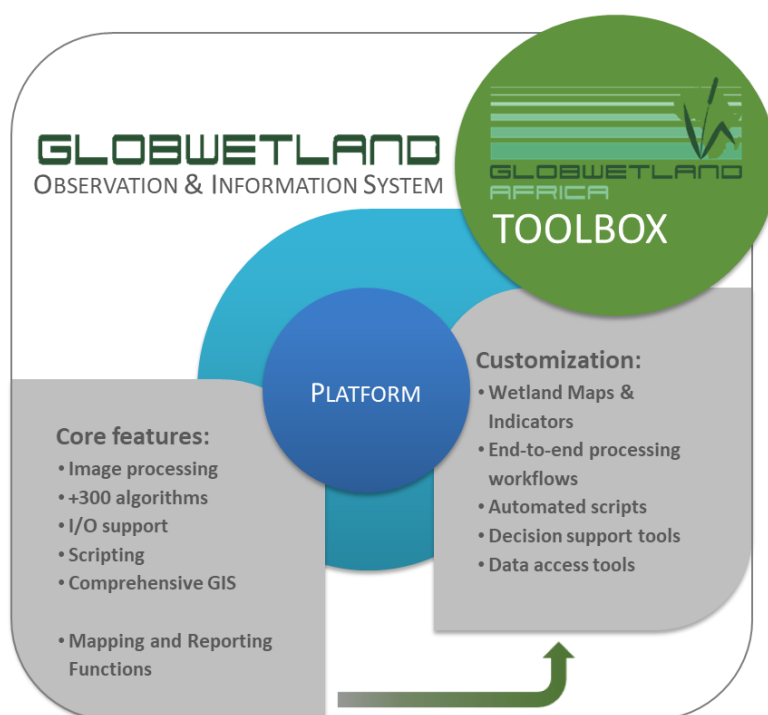 GLOBWETLAND
OBSERVATION & INFORMATION SYSTEM
GLOBWETLAND
AFRICA
TOOLBOX
PLATFORM
Core features:
• Image processing
• +300 algorithms
• I/O support
• Scripting
• Comprehensive GIS
• Mapping and Reporting
Functions
Customization:
• Wetland Maps &
Indicators
• End-to-end processing
workflows
• Automated scripts
• Decision support tools
• Data access tools